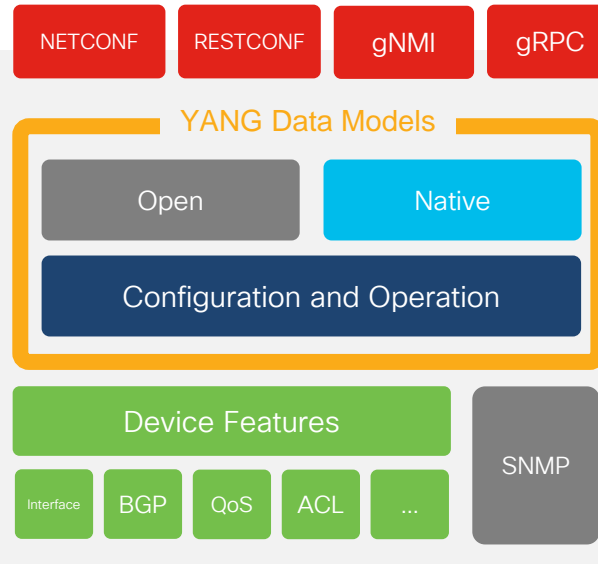 NETCONF
RESTCONF
gNMI
gRPC
YANG Data Models
Open
Native
Configuration and Operation
Device Features
SNMP
Interface
BGP
QoS
ACL
...